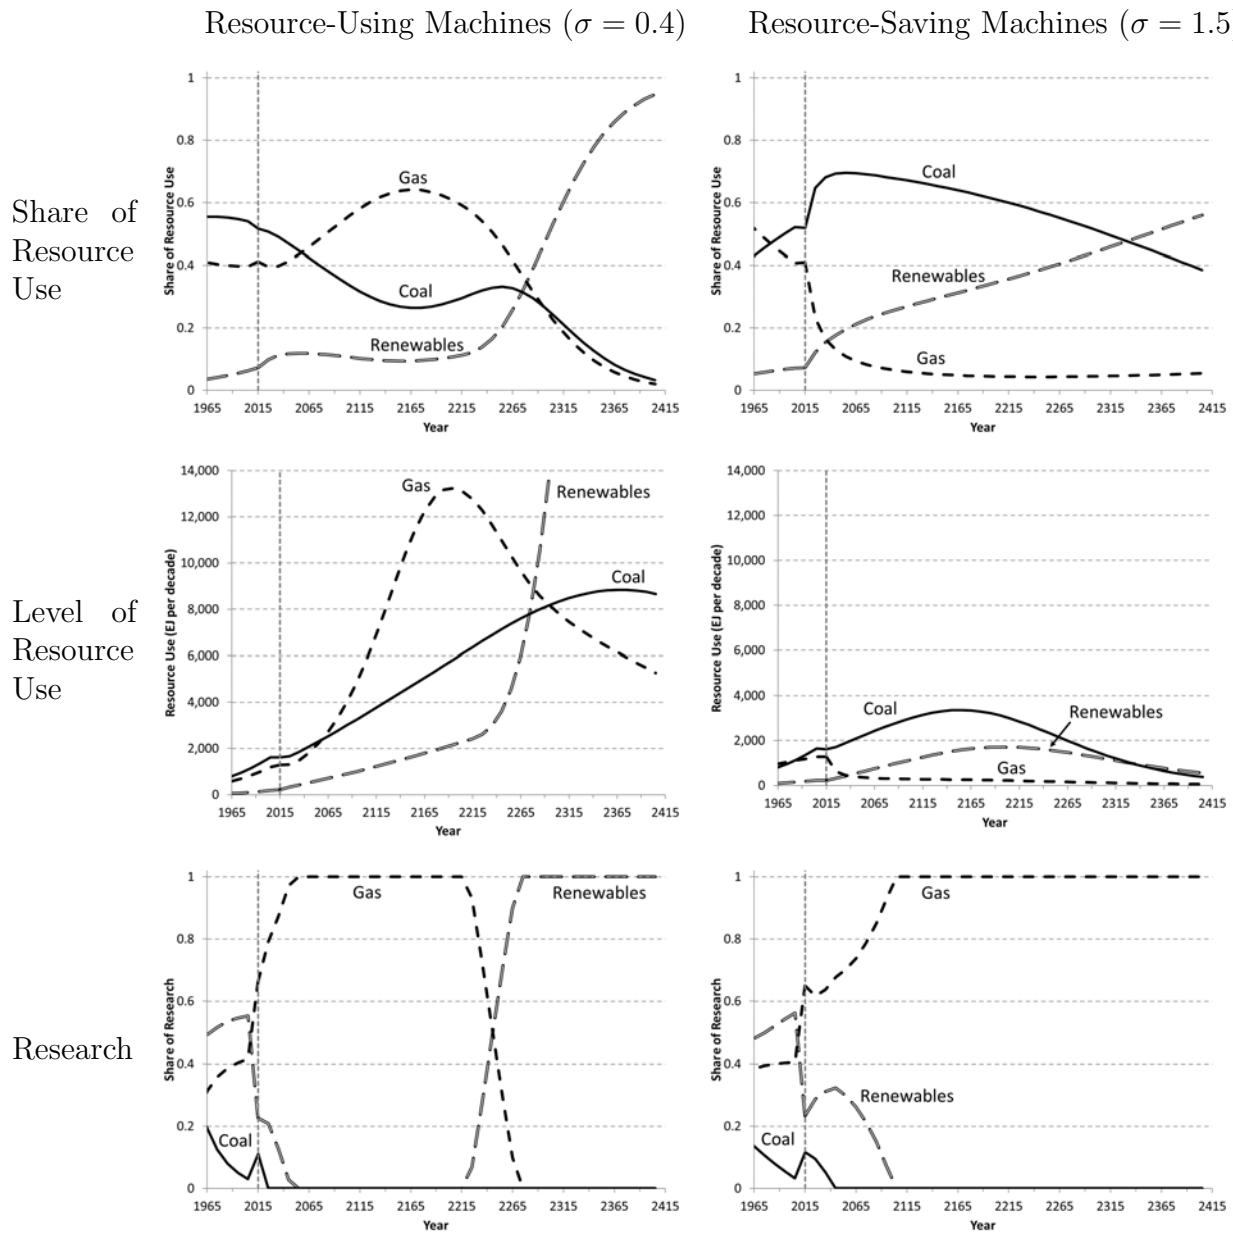 Resource-Using Machines (σ = 0.4)
Resource-Saving Machines (σ = 1.5)
Share of
Resource
Use
Share of Resource Use
1
0.8
0.6
0.4
0.2
0
Gas
Coal
Renewables
1965 2015 2065 2115 2165 2215 2265 2315 2365 2415
Year
Share of Resource Use
1
0.8
0.6
0.4
0.2
0
Coal
Renewables
Gas
1965 2015 2065 2115 2165 2215 2265 2315 2365 2415
Year
Level of
Resource
Use
Resource Use (EJ per decade)
14,000
12,000
10,000
8,000
6,000
4,000
2,000
0
Gas
Renewables
Coal
1965 2015 2065 2115 2165 2215 2265 2315 2365 2415
Year
Resource Use (EJ per decade)
14,000
12,000
10,000
8,000
6,000
4,000
2,000
0
Coal
Renewables
Gas
1965 2015 2065 2115 2165 2215 2265 2315 2365 2415
Year
Research
Share of Research
1
0.8
0.6
0.4
0.2
0
Gas
Renewables
Coal
1965 2015 2065 2115 2165 2215 2265 2315 2365 2415
Year
Share of Research
1
0.8
0.6
0.4
0.2
0
Gas
Renewables
Coal
1965 2015 2065 2115 2165 2215 2265 2315 2365 2415
Year